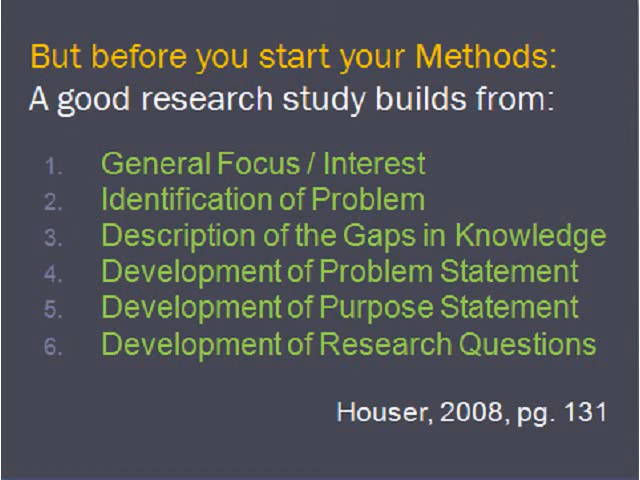 But before you start your Methods:
A good research study builds from:
1. General Focus / Interest
2. Identification of Problem
3. Description of the Gaps in Knowledge
4. Development of Problem Statement
5. Development of Purpose Statement
6. Development of Research Questions
Houser, 2008, pg. 131